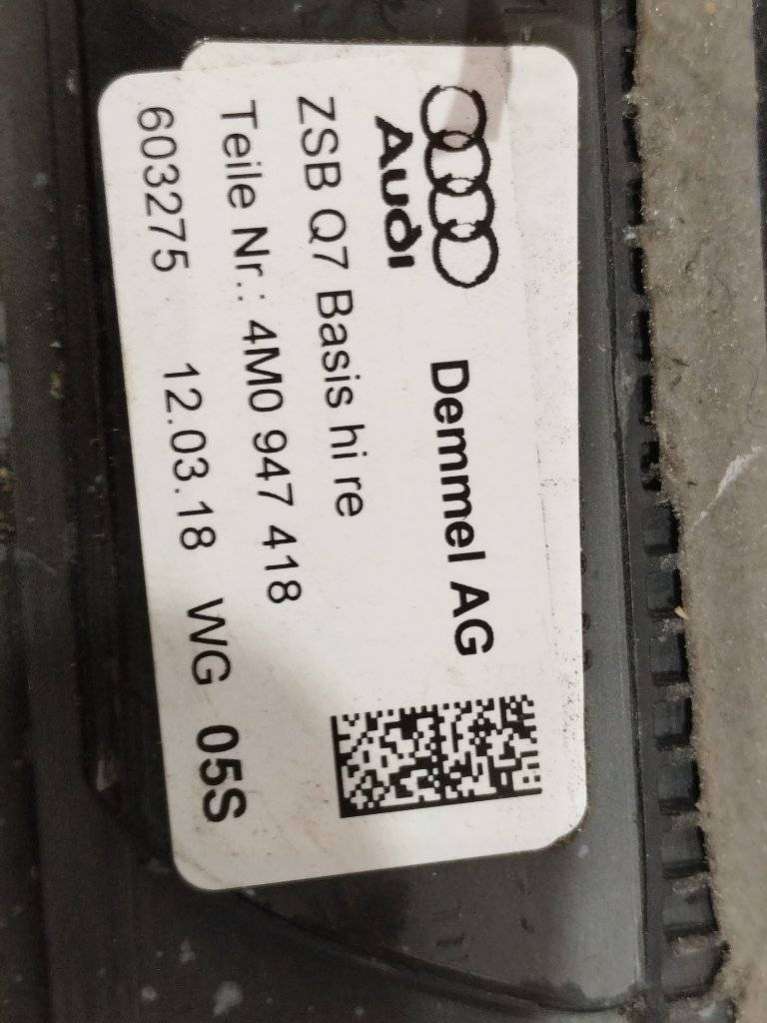 Audi
Demmel AG
ZSB Q7 Basis hi re
Teile Nr.: 4M0 947 418
603275 12.03.18 WG 05S